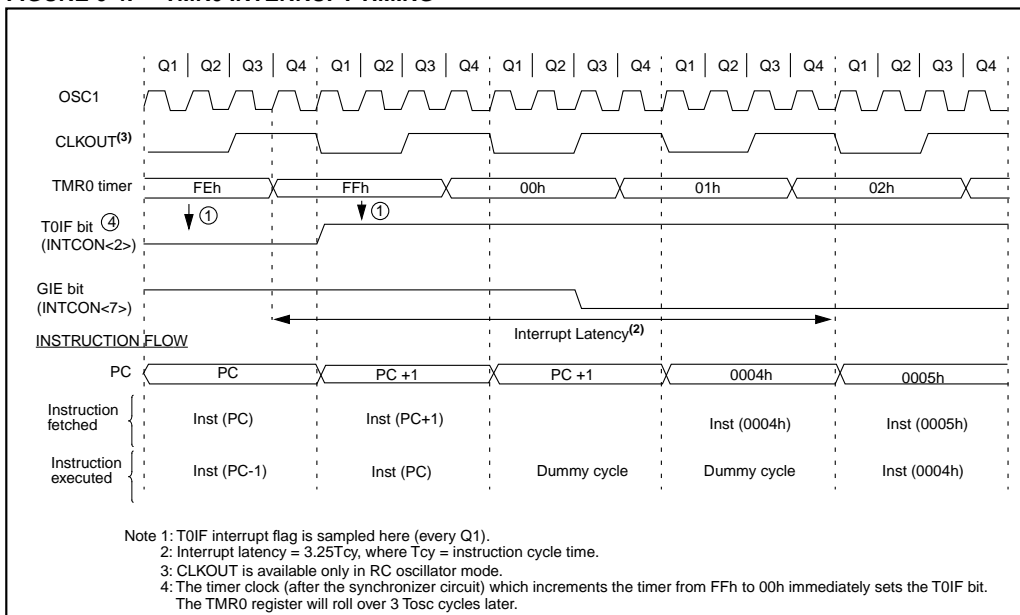 Q1 Q2 Q3 Q4 Q1 Q2 Q3 Q4 Q1 Q2 Q3 Q4 Q1 Q2 Q3 Q4 Q1 Q2 Q3 Q4
OSC1
CLKOUT(3)
TMR0 timer FEh FFh 00h 01h 02h
① ①
T0IF bit ④
(INTCON<2>)
GIE bit
(INTCON<7>)
Interrupt Latency(2)
INSTRUCTION FLOW
PC PC PC +1 PC +1 0004h 0005h
Instruction
fetched Inst (PC) Inst (PC+1) Inst (0004h) Inst (0005h)
Instruction
executed Inst (PC-1) Inst (PC) Dummy cycle Dummy cycle Inst (0004h)
Note 1: T0IF interrupt flag is sampled here (every Q1).
2: Interrupt latency = 3.25Tcy, where Tcy = instruction cycle time.
3: CLKOUT is available only in RC oscillator mode.
4: The timer clock (after the synchronizer circuit) which increments the timer from FFh to 00h immediately sets the T0IF bit.
The TMR0 register will roll over 3 Tosc cycles later.